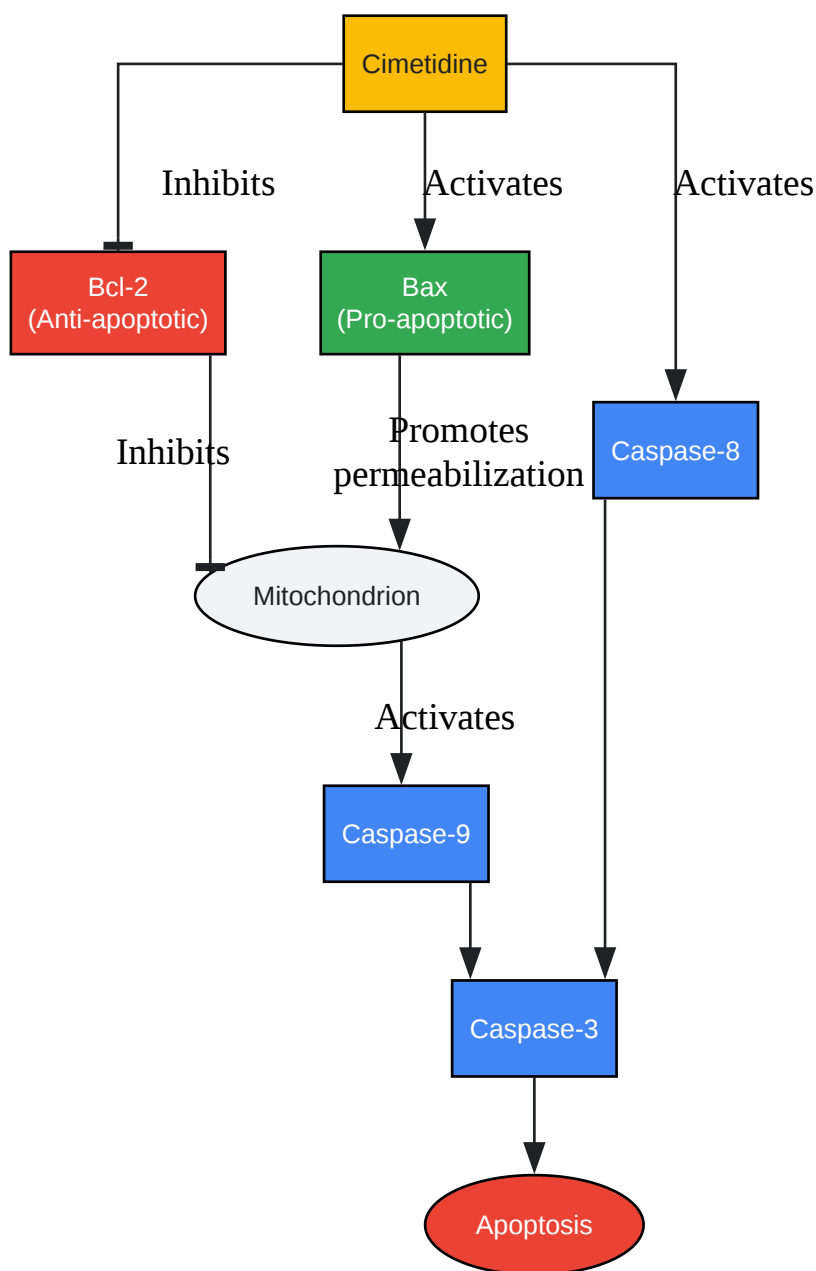 Cimetidine
Inhibits
Activates
Activates
Bcl-2
(Anti-apoptotic)
Bax
(Pro-apoptotic)
Inhibits
Promotes
permeabilization
Caspase-8
Mitochondrion
Activates
Caspase-9
Caspase-3
Apoptosis